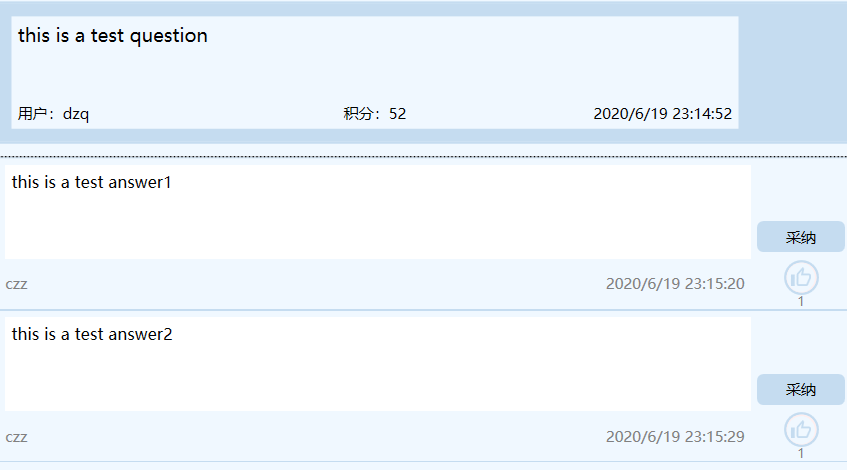 this is a test question
用户：dzq 积分：52 2020/6/19 23:14:52
this is a test answer1
采纳
czz 2020/6/19 23:15:20
1
this is a test answer2
采纳
czz 2020/6/19 23:15:29
1